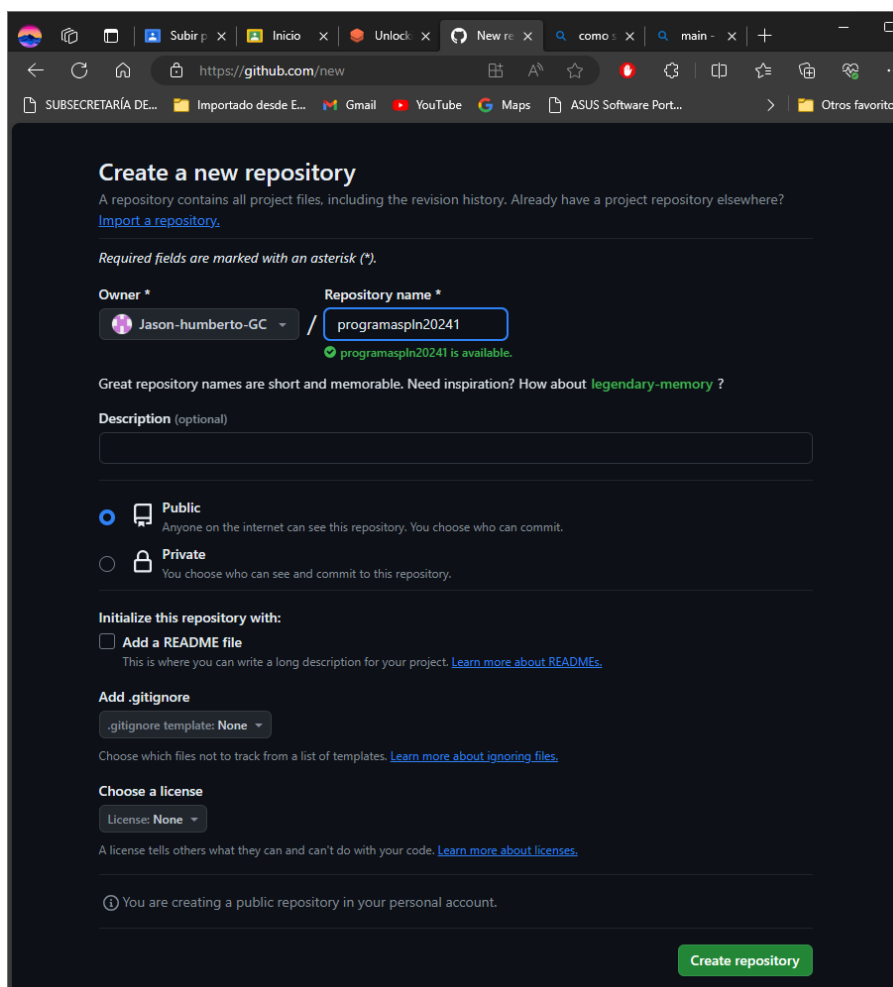 Subir p
Inicio
Unlock
New re
como s
main -
https://github.com/new
SUBSECRETARÍA DE...
Importado desde E...
Gmail
YouTube
Maps
ASUS Software Port...
Otros favorito
Create a new repository
A repository contains all project files, including the revision history. Already have a project repository elsewhere?
Import a repository.
Required fields are marked with an asterisk (*).
Owner *
Repository name *
Jason-humberto-GC
/
programaspln20241
programaspln20241 is available.
Great repository names are short and memorable. Need inspiration? How about legendary-memory ?
Description (optional)
Public
Anyone on the internet can see this repository. You choose who can commit.
Private
You choose who can see and commit to this repository.
Initialize this repository with:
Add a README file
This is where you can write a long description for your project. Learn more about READMEs.
Add .gitignore
.gitignore template: None
Choose which files not to track from a list of templates. Learn more about ignoring files.
Choose a license
License: None
A license tells others what they can and can't do with your code. Learn more about licenses.
You are creating a public repository in your personal account.
Create repository